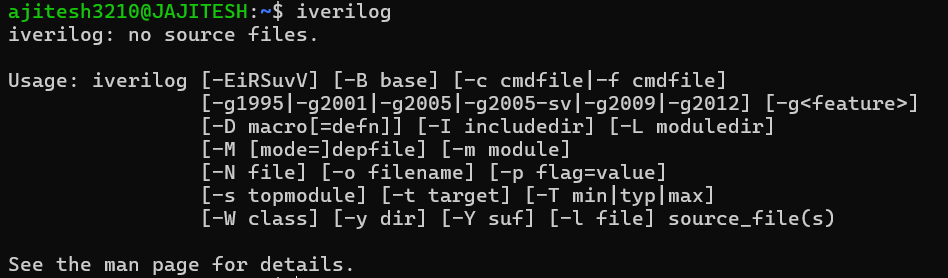 ajitesh3210@JAJITESH:~$ iverilog
iverilog: no source files.

Usage: iverilog [-EiRSuvV] [-B base] [-c cmdfile|-f cmdfile]
                [-g1995|-g2001|-g2005|-g2005-sv|-g2009|-g2012] [-g<feature>]
                [-D macro[=defn]] [-I includedir] [-L moduledir]
                [-M [mode=]depfile] [-m module]
                [-N file] [-o filename] [-p flag=value]
                [-s topmodule] [-t target] [-T min|typ|max]
                [-W class] [-y dir] [-Y suf] [-l file] source_file(s)

See the man page for details.